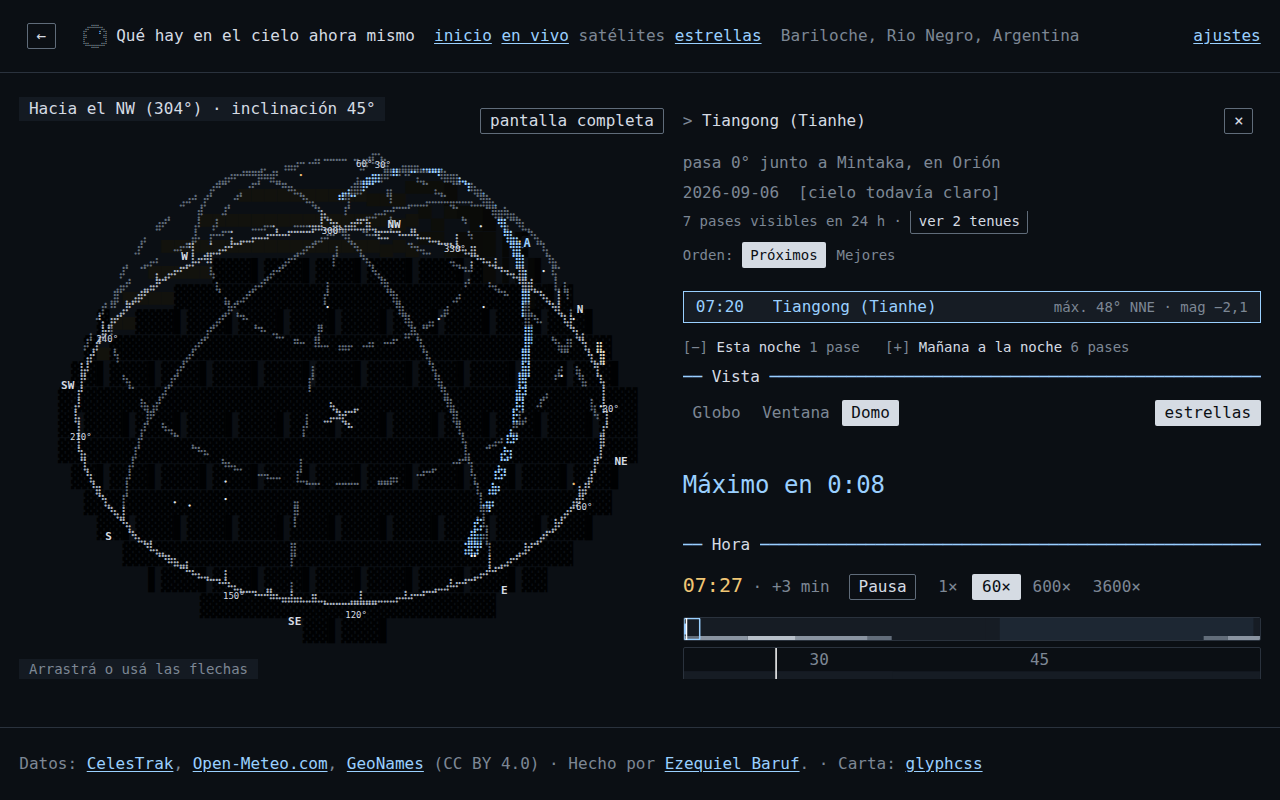 ← Qué hay en el cielo ahora mismo inicio en vivo satélites estrellas Bariloche, Rio Negro, Argentina ajustes
Hacia el NW (304°) · inclinación 45°
pantalla completa
60° 30°
NW
300°
330°
A
W
N
240°
SW
30°
210°
NE
60°
S
E
150°
SE
120°
Arrastrá o usá las flechas
> Tiangong (Tianhe) ×
pasa 0° junto a Mintaka, en Orión
2026-09-06 [cielo todavía claro]
7 pases visibles en 24 h · ver 2 tenues
Orden: Próximos Mejores
07:20 Tiangong (Tianhe) máx. 48° NNE · mag −2,1
[−] Esta noche 1 pase [+] Mañana a la noche 6 pases
Vista
Globo Ventana Domo estrellas
Máximo en 0:08
Hora
07:27 · +3 min Pausa 1× 60× 600× 3600×
30 45
Datos: CelesTrak, Open-Meteo.com, GeoNames (CC BY 4.0) · Hecho por Ezequiel Baruf. · Carta: glyphcss